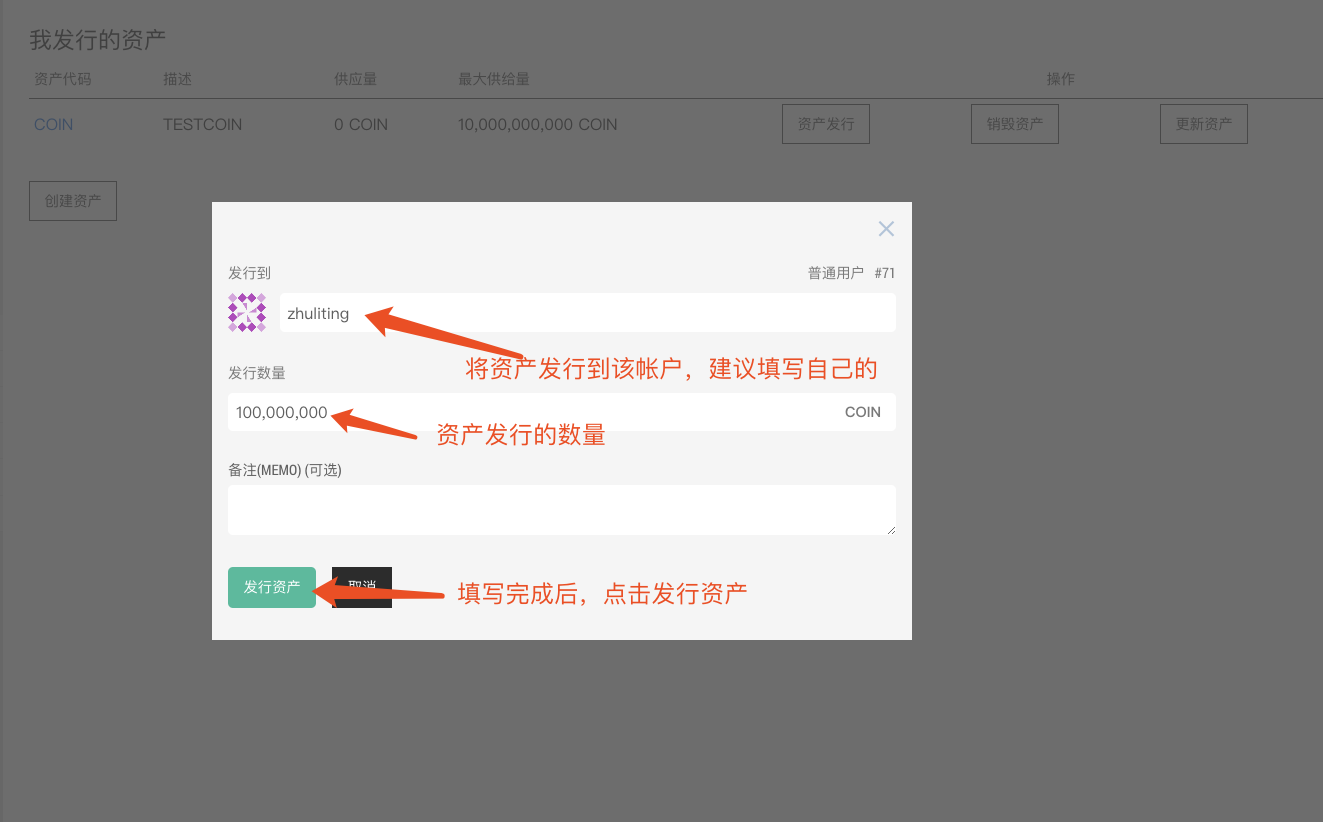 我发行的资产
资产代码 描述 供应量 最大供给量 操作
COIN TESTCOIN 0 COIN 10,000,000,000 COIN 资产发行 销毁资产 更新资产
创建资产
发行到 普通用户 #71
zhuliting
将资产发行到该帐户，建议填写自己的
发行数量
100,000,000 COIN
资产发行的数量
备注(MEMO) (可选)
发行资产 取消 填写完成后，点击发行资产